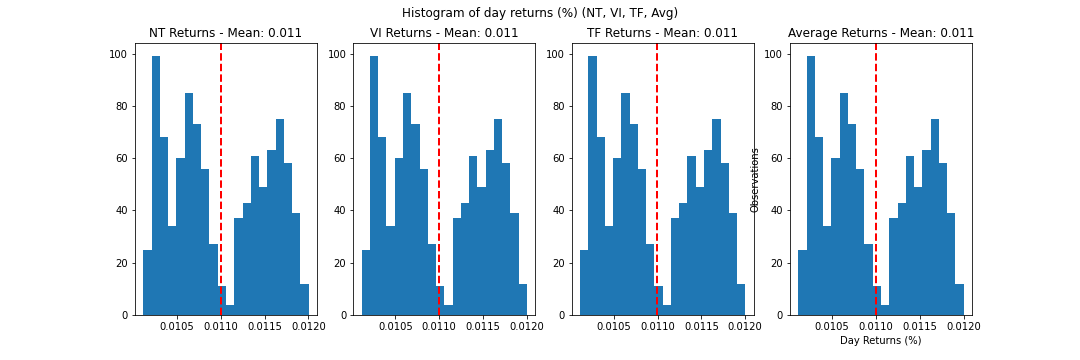 Histogram of day returns (%) (NT, VI, TF, Avg)
NT Returns - Mean: 0.011
100
80
60
40
20
0
0.0105 0.0110 0.0115 0.0120
VI Returns - Mean: 0.011
100
80
60
40
20
0
0.0105 0.0110 0.0115 0.0120
TF Returns - Mean: 0.011
100
80
60
40
20
0
0.0105 0.0110 0.0115 0.0120
Average Returns - Mean: 0.011
Observations
100
80
60
40
20
0
0.0105 0.0110 0.0115 0.0120
Day Returns (%)